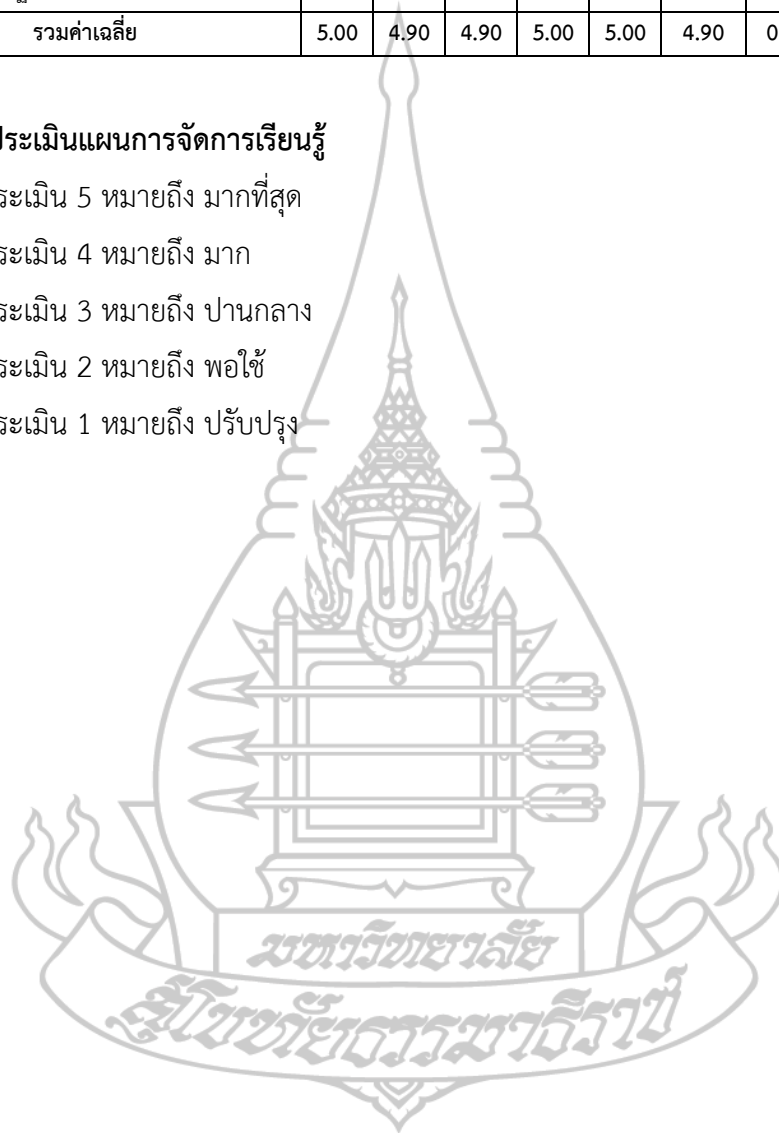 รวมค่าเฉลี่ย 5.00 4.90 4.90 5.00 5.00 4.90
ประเมินแผนการจัดการเรียนรู้
ระเมิน 5 หมายถึง มากที่สุด
ระเมิน 4 หมายถึง มาก
ระเมิน 3 หมายถึง ปานกลาง
ระเมิน 2 หมายถึง พอใช้
ระเมิน 1 หมายถึง ปรับปรุง
มหาวิทยาลัย
สุโขทัยธรรมาธิราช